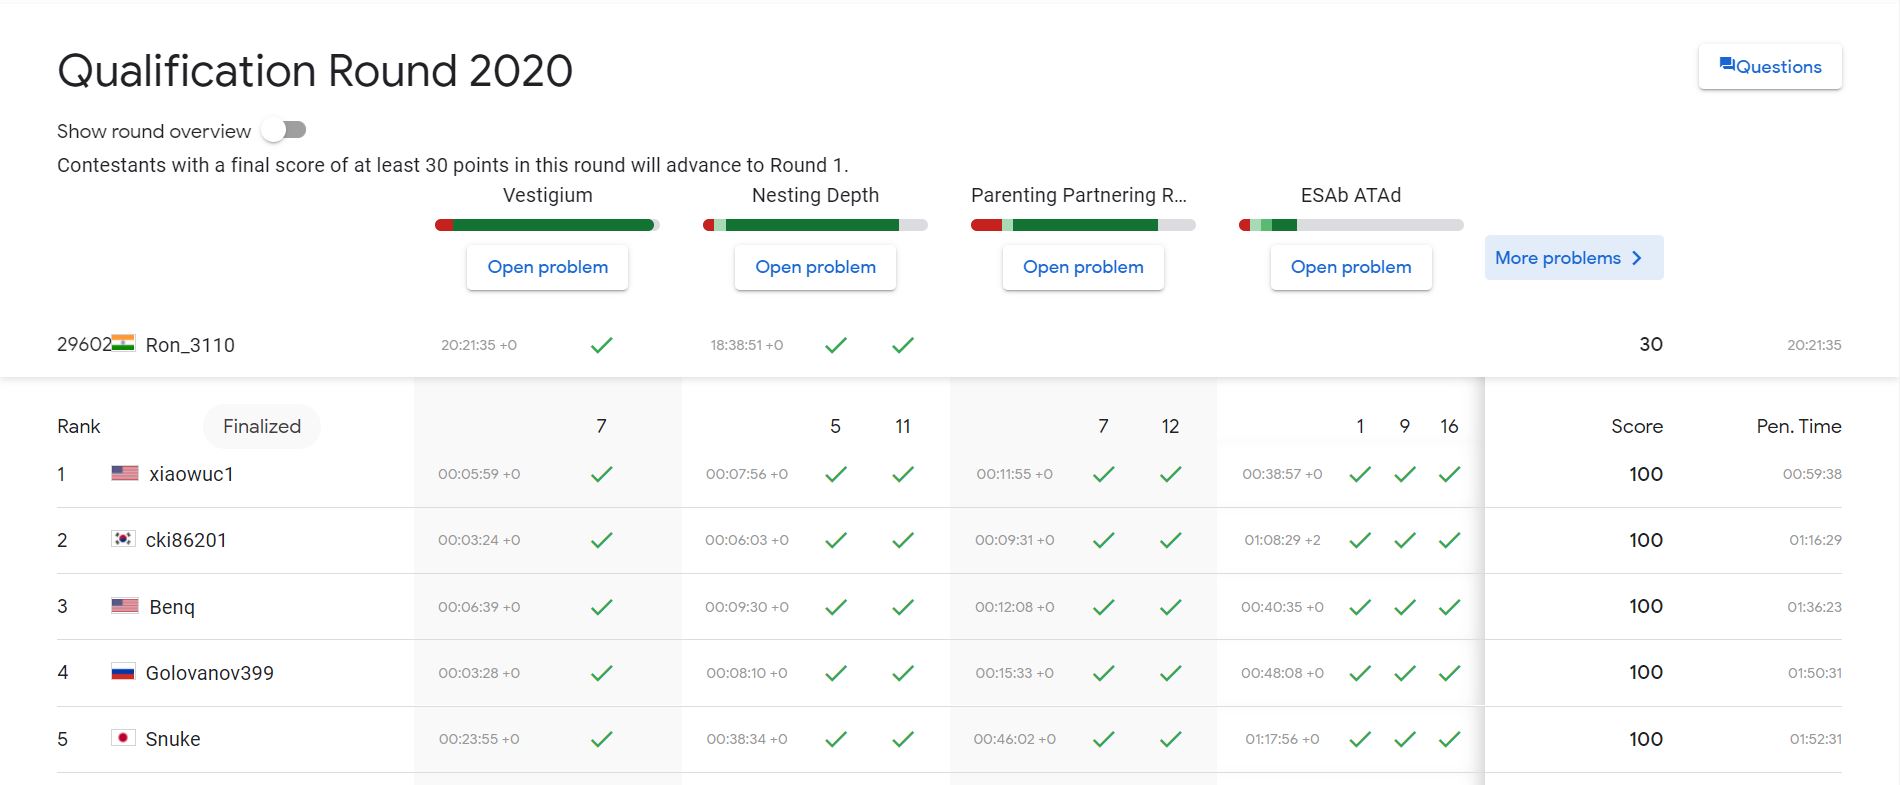 Qualification Round 2020
Questions
Show round overview
Contestants with a final score of at least 30 points in this round will advance to Round 1.
Vestigium Nesting Depth Parenting Partnering R... ESAb ATAd
Open problem Open problem Open problem Open problem More problems
29602 Ron_3110 20:21:35 +0 18:38:51 +0 30 20:21:35
Rank Finalized 7 5 11 7 12 1 9 16 Score Pen. Time
1 xiaowuc1 00:05:59 +0 00:07:56 +0 00:11:55 +0 00:38:57 +0 100 00:59:38
2 cki86201 00:03:24 +0 00:06:03 +0 00:09:31 +0 01:08:29 +2 100 01:16:29
3 Benq 00:06:39 +0 00:09:30 +0 00:12:08 +0 00:40:35 +0 100 01:36:23
4 Golovanov399 00:03:28 +0 00:08:10 +0 00:15:33 +0 00:48:08 +0 100 01:50:31
5 Snuke 00:23:55 +0 00:38:34 +0 00:46:02 +0 01:17:56 +0 100 01:52:31